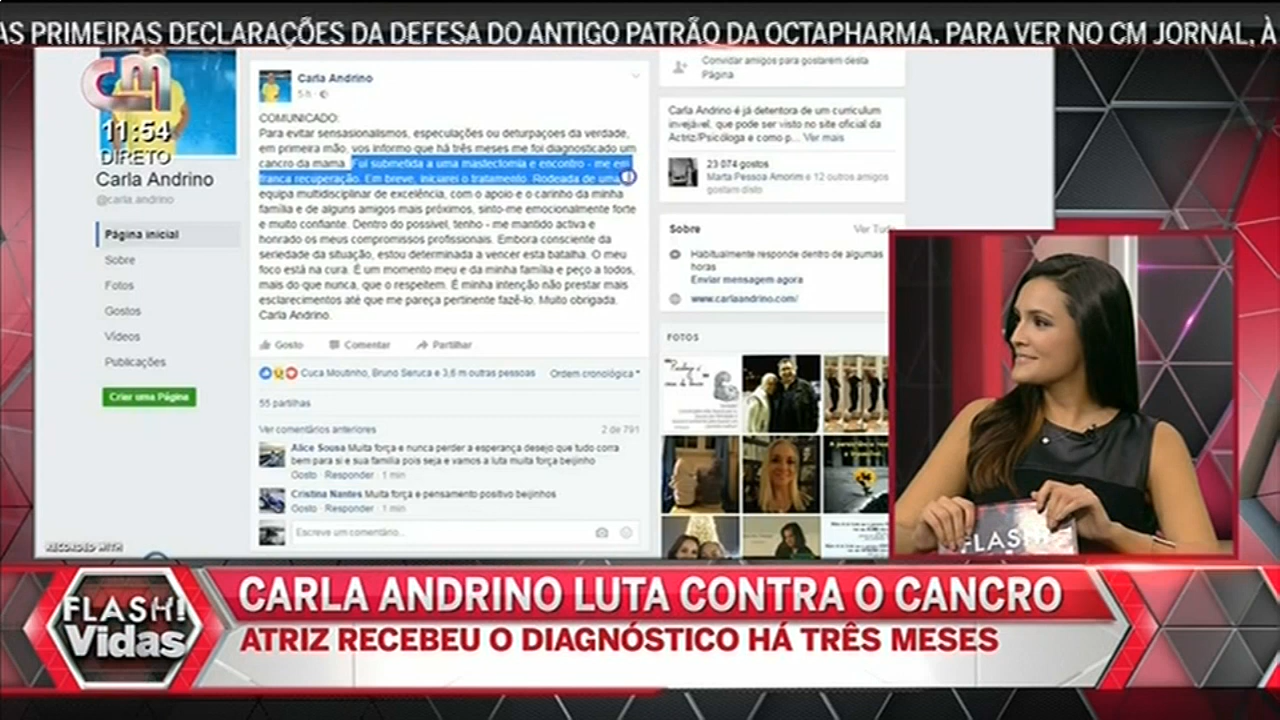 AS PRIMEIRAS DECLARAÇÕES DA DEFESA DO ANTIGO PATRÃO DA OCTAPHARMA. PARA VER NO CM JORNAL, À
CM
11:54
DIRETO
Carla Andrino
@carla.andrino
Página inicial
Sobre
Fotos
Gostos
Vídeos
Publicações
Criar uma Página
Carla Andrino
5 h
COMUNICADO:
Para evitar sensasionalismos, especulações ou deturpaçoes da verdade,
em primeira mão, vos informo que há três meses me foi diagnosticado um
cancro da mama. Fui submetida a uma mastectomia e encontro - me em
franca recuperação. Em breve, iniciarei o tratamento. Rodeada de uma
equipa multidisciplinar de excelência, com o apoio e o carinho da minha
família e de alguns amigos mais próximos, sinto-me emocionalmente forte
e muito confiante. Dentro do possível, tenho - me mantido activa e
honrado os meus compromissos profissionais. Embora consciente da
seriedade da situação, estou determinada a vencer esta batalha. O meu
foco está na cura. É um momento meu e da minha família e peço a todos,
mais do que nunca, que o respeitem. É minha intenção não prestar mais
esclarecimentos até que me pareça pertinente fazê-lo. Muito obrigada.
Carla Andrino.
Gosto Comentar Partilhar
Cuca Moutinho, Bruno Seruca e 3,6 m outras pessoas Ordem cronológica
55 partilhas
Ver comentários anteriores 2 de 791
Alice Sousa Muita força e nunca perder a esperança desejo que tudo corra
bem para si e sua familia pois seja e vamos a luta muita força beijinho
Gosto · Responder · 1 min
Cristina Nantes Muita força e pensamento positivo beijinhos
Gosto · Responder · 1 min
Escreve um comentário...
Convidar amigos para gostarem desta
Página
Carla Andrino é já detentora de um curriculum
invejável, que pode ser visto no site oficial da
Actriz/Psicóloga e como p... Ver mais
23 074 gostos
Marta Pessoa Amorim e 12 outros amigos
gostam disto
Sobre Ver Tudo
Habitualmente responde dentro de algumas
horas
Enviar mensagem agora
www.carlaandrino.com/
FOTOS
RECORDED WITH
FLASH!
FLASH!
Vidas
CARLA ANDRINO LUTA CONTRA O CANCRO
ATRIZ RECEBEU O DIAGNÓSTICO HÁ TRÊS MESES